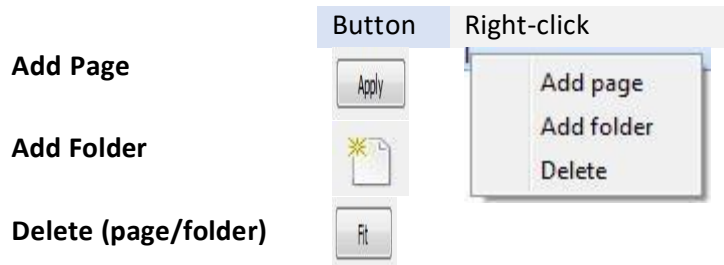 Button Right-click
Add Page
Apply
Add page
Add folder
Delete
Add Folder
Delete (page/folder)
Fit